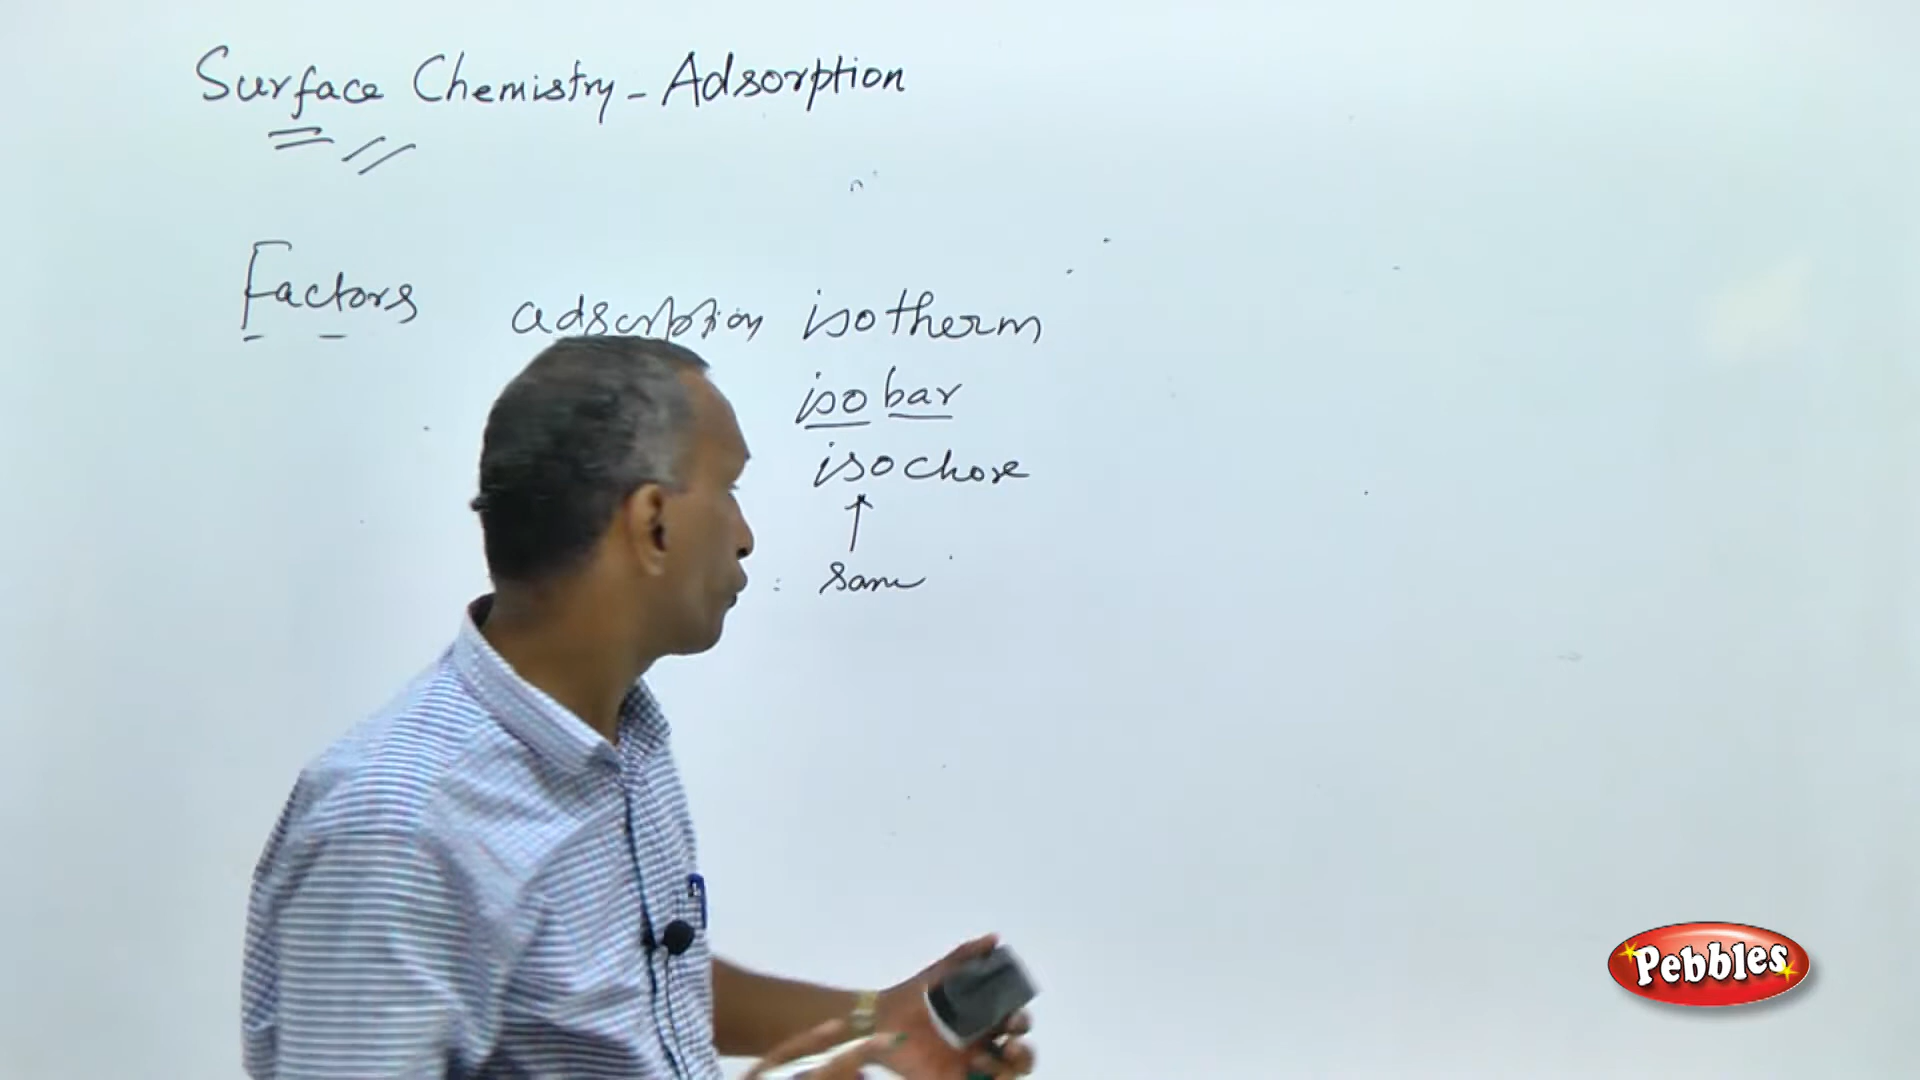 Surface Chemistry - Adsorption
Factors
adsorption isotherm
isobar
isochore
↑
same
Pebbles